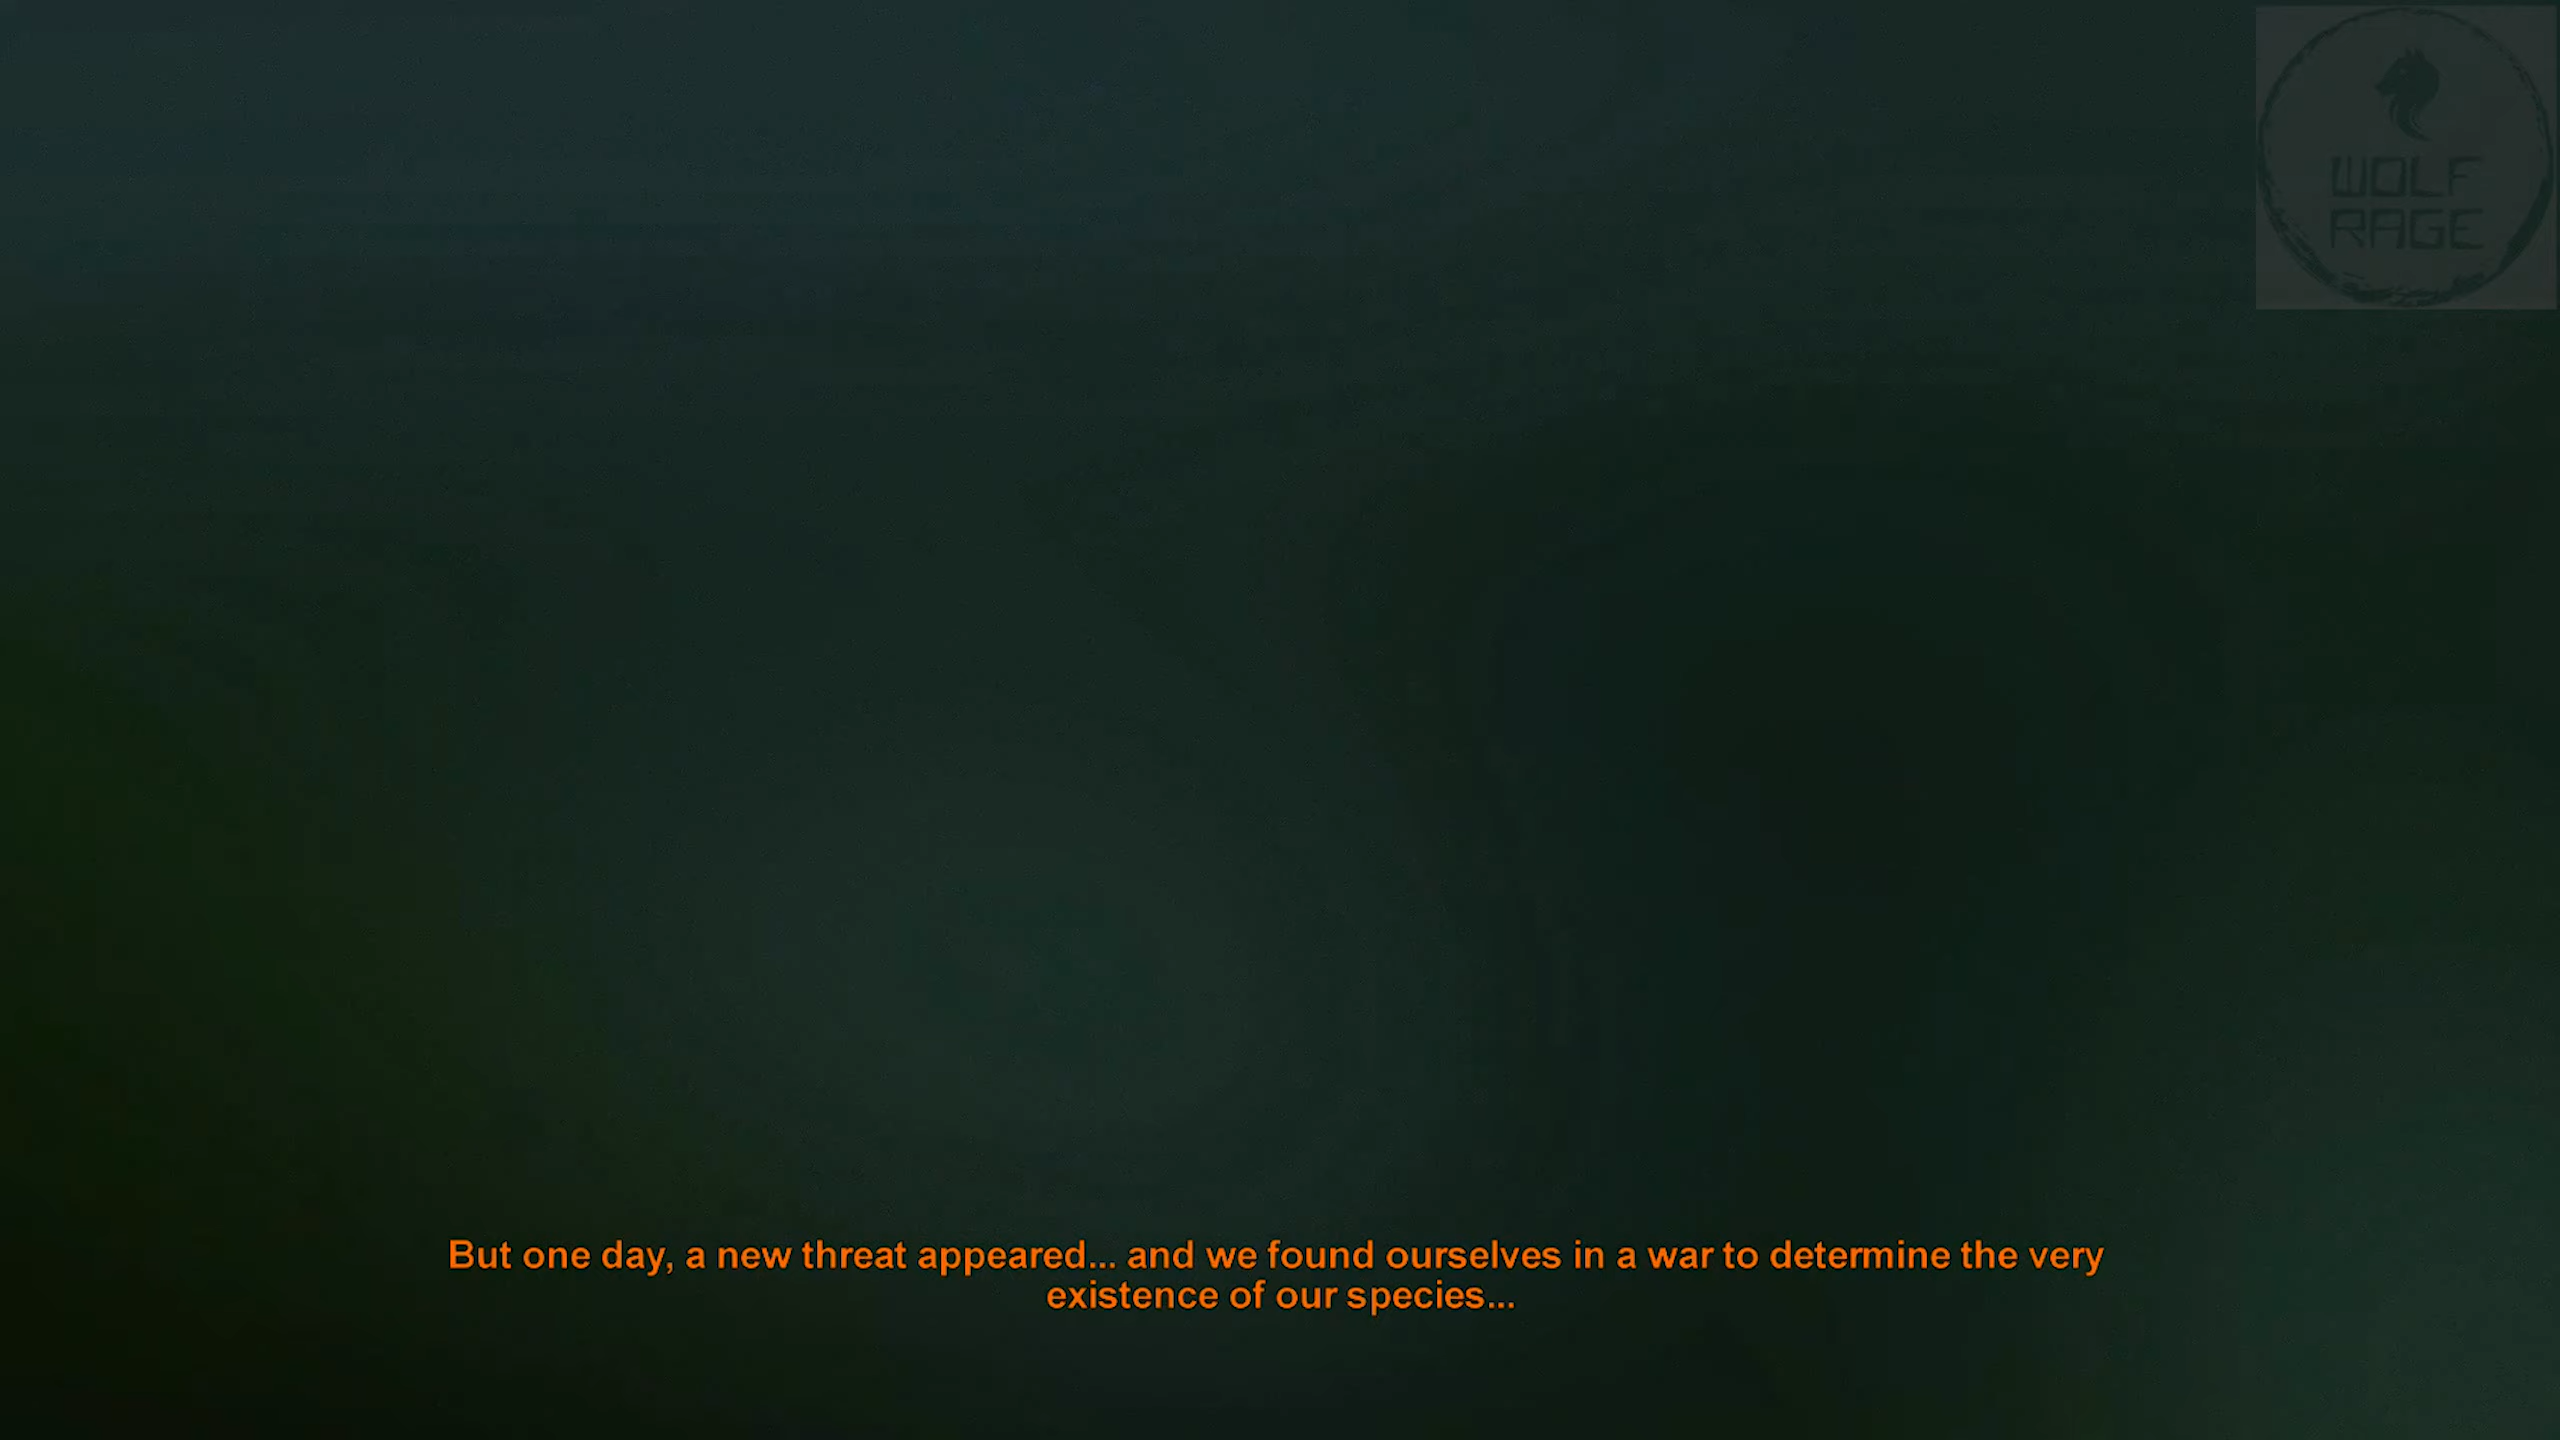 WOLF
RAGE
But one day, a new threat appeared... and we found ourselves in a war to determine the very
existence of our species...